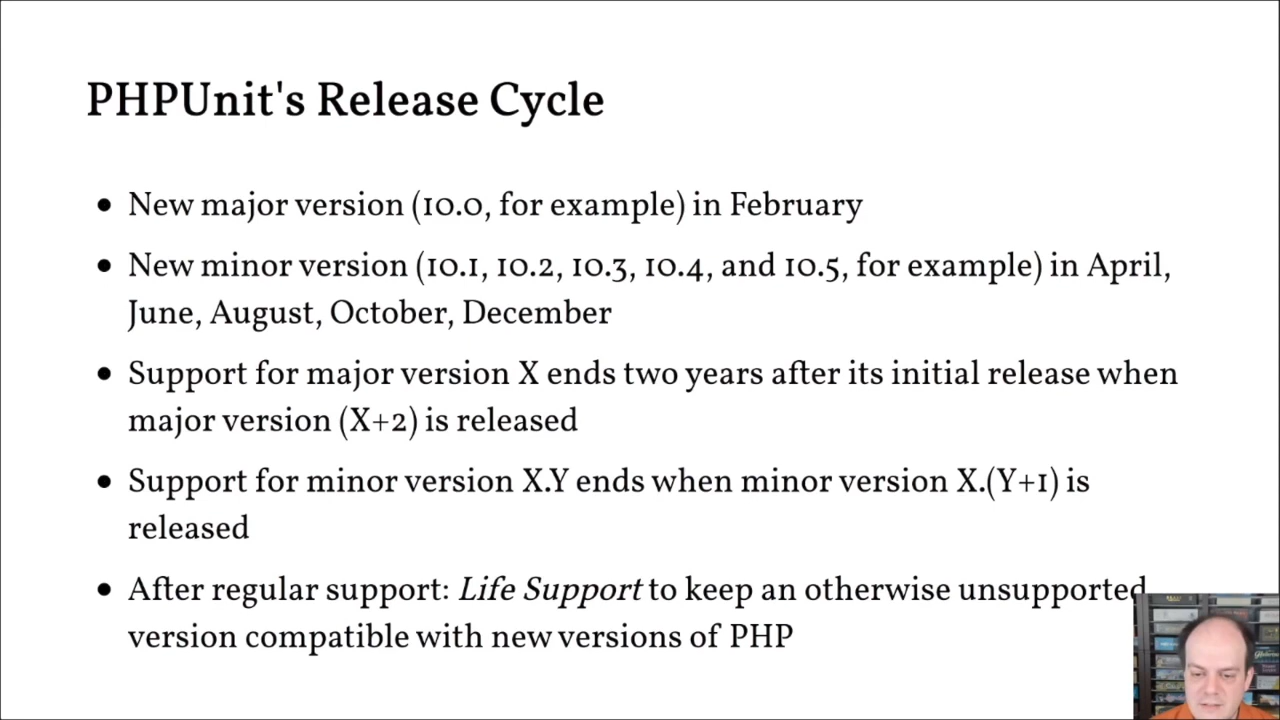 PHPUnit's Release Cycle
• New major version (10.0, for example) in February
• New minor version (10.1, 10.2, 10.3, 10.4, and 10.5, for example) in April,
June, August, October, December
• Support for major version X ends two years after its initial release when
major version (X+2) is released
• Support for minor version X.Y ends when minor version X.(Y+1) is
released
• After regular support: Life Support to keep an otherwise unsupported
version compatible with new versions of PHP